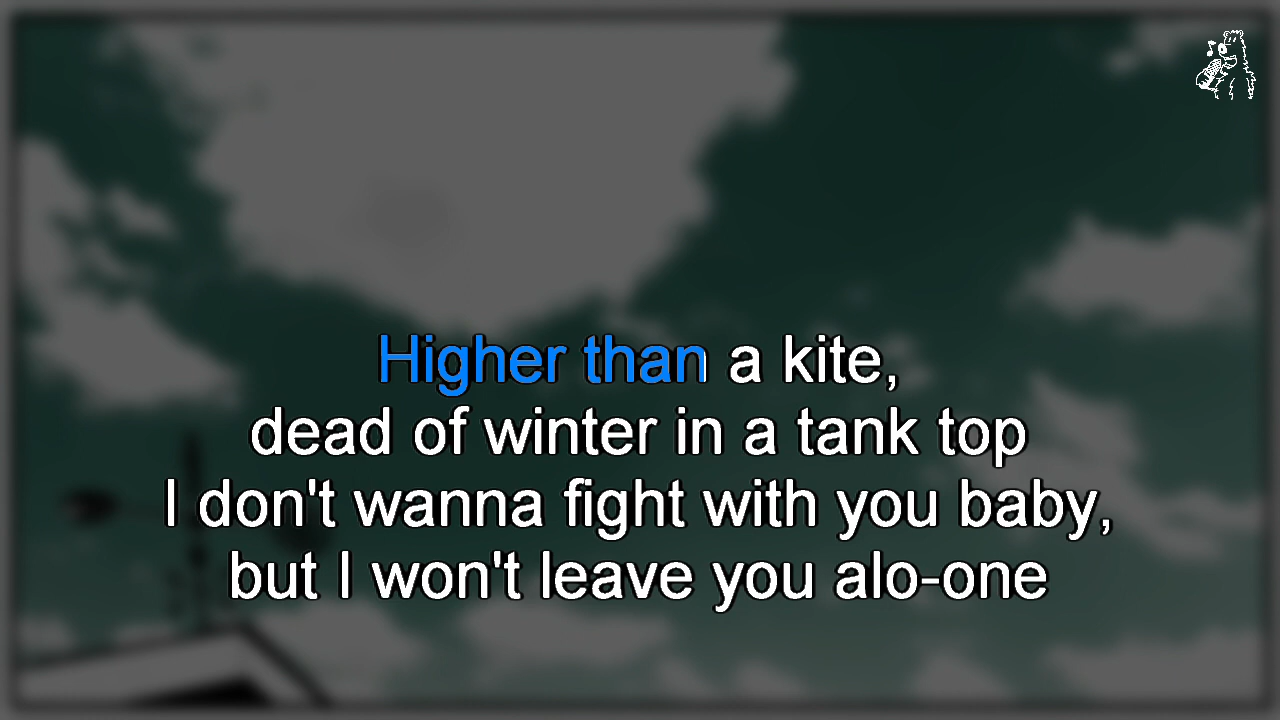 Higher than a kite,
dead of winter in a tank top
I don't wanna fight with you baby,
but I won't leave you alo-one